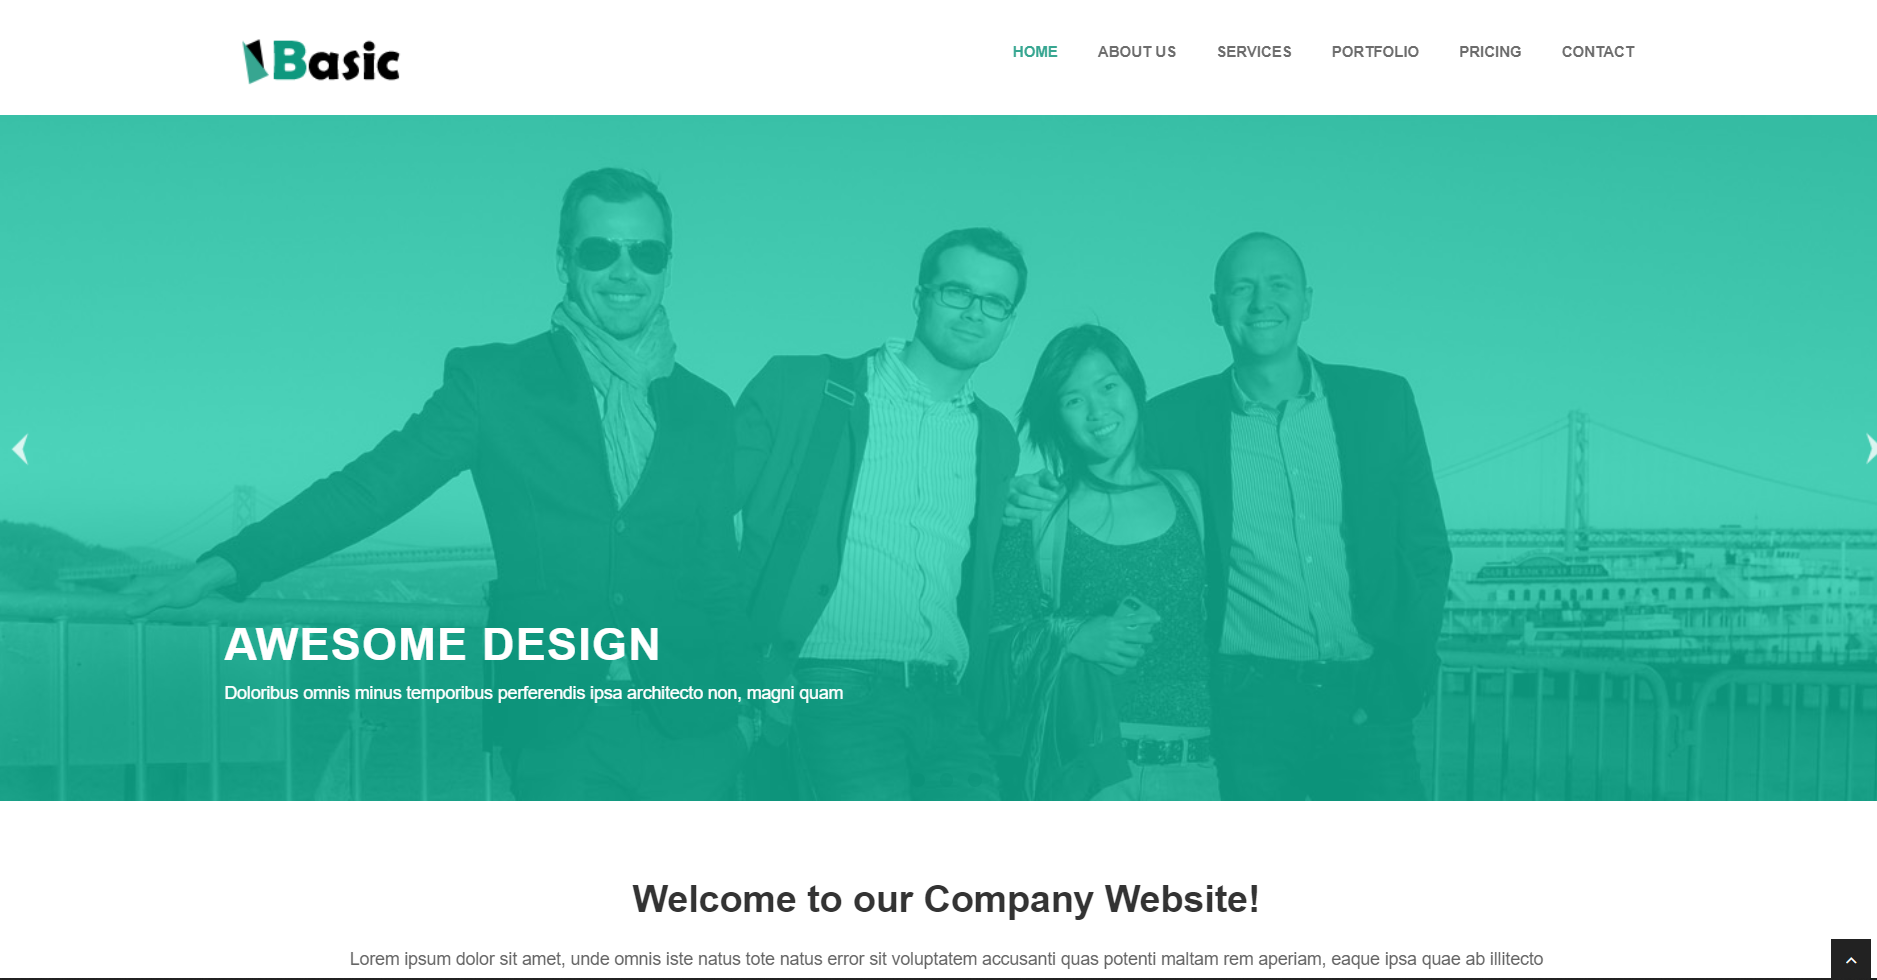 Basic
HOME ABOUT US SERVICES PORTFOLIO PRICING CONTACT
AWESOME DESIGN
Doloribus omnis minus temporibus perferendis ipsa architecto non, magni quam
Welcome to our Company Website!
Lorem ipsum dolor sit amet, unde omnis iste natus tote natus error sit voluptatem accusanti quas potenti maltam rem aperiam, eaque ipsa quae ab illitecto